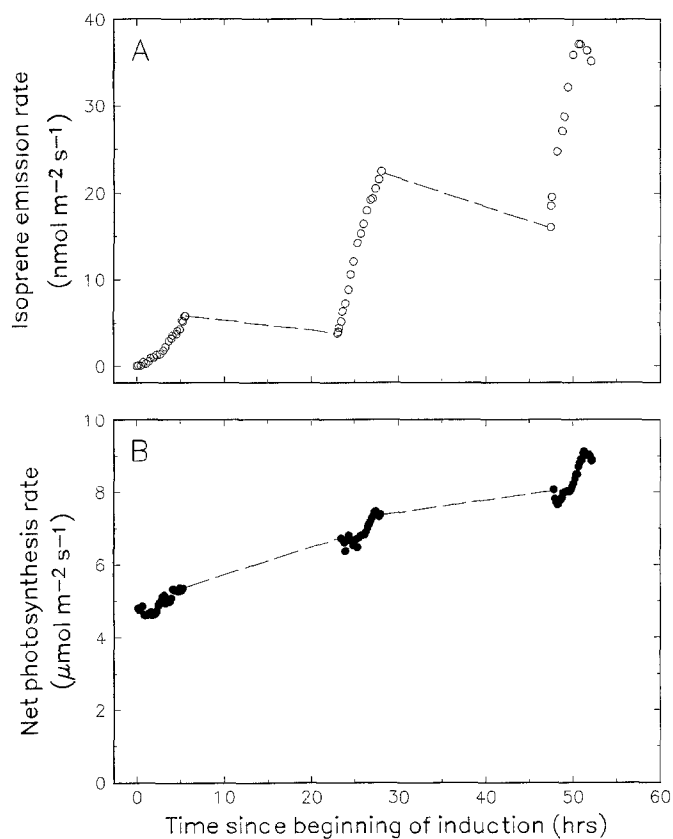 A
Isoprene emission rate
(nmol m−2 s−1)
40
30
20
10
0
B
Net photosynthesis rate
(μmol m−2 s−1)
10
8
6
4
2
0
0 10 20 30 40 50 60
Time since beginning of induction (hrs)